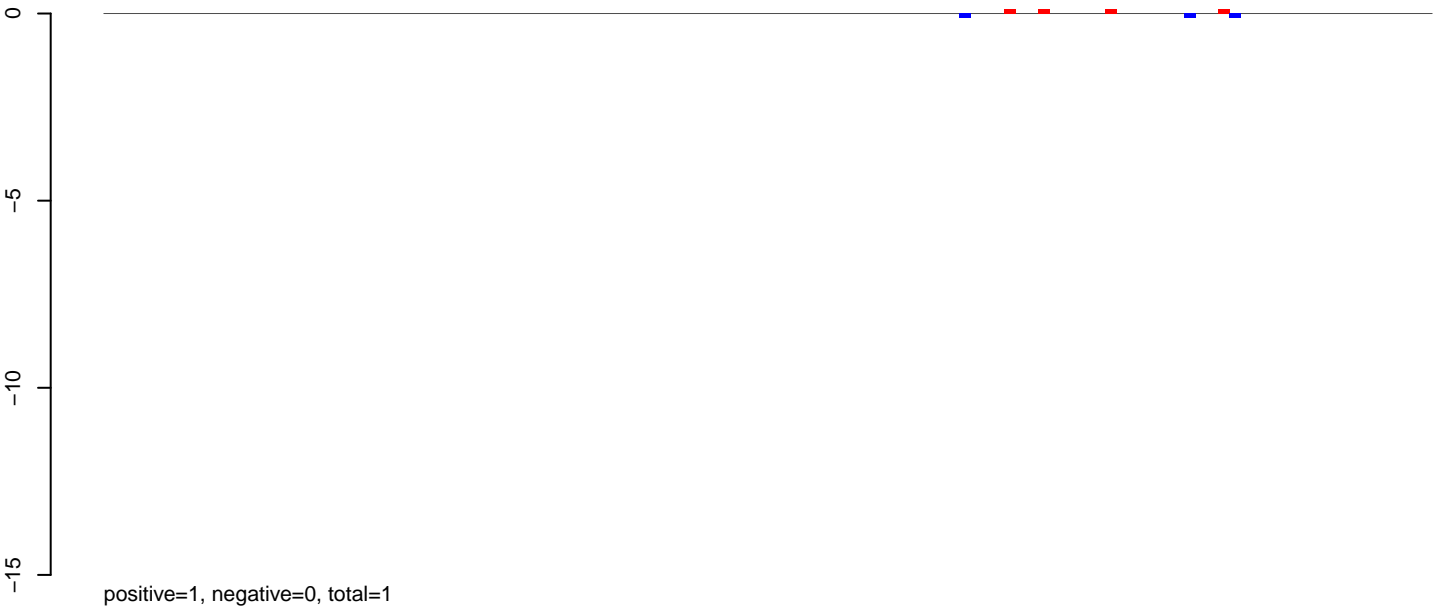 0
−5
−10
−15
positive=1, negative=0, total=1